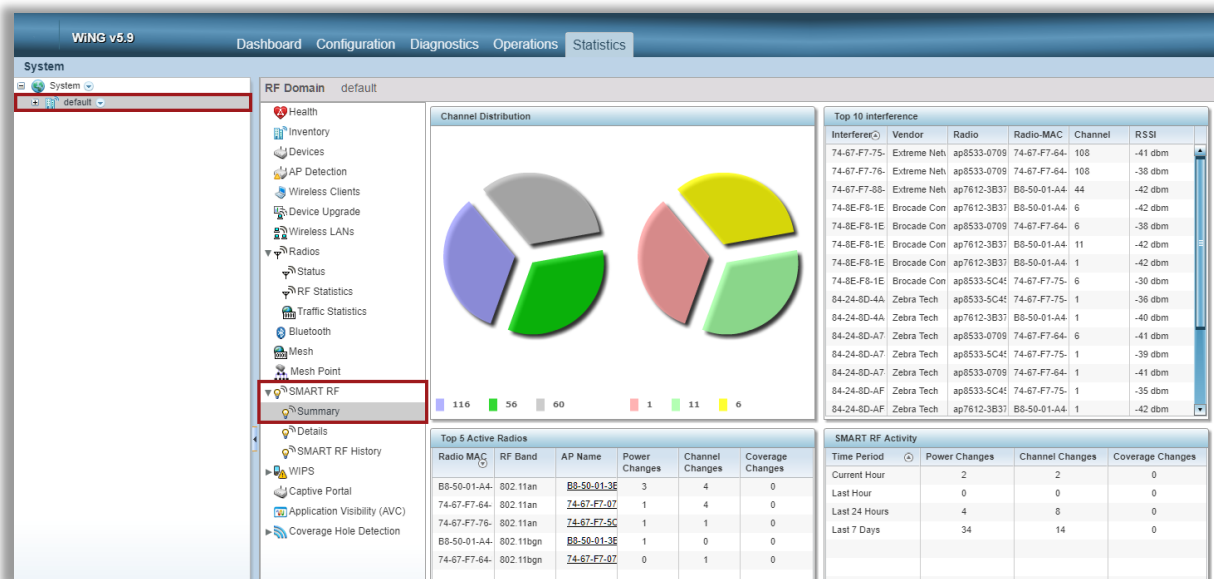 WiNG v5.9
Dashboard Configuration Diagnostics Operations Statistics
System
System
default
RF Domain default
Health
Inventory
Devices
AP Detection
Wireless Clients
Device Upgrade
Wireless LANs
Radios
Status
RF Statistics
Traffic Statistics
Bluetooth
Mesh
Mesh Point
SMART RF
Summary
Details
SMART RF History
WIPS
Captive Portal
Application Visibility (AVC)
Coverage Hole Detection
Channel Distribution
116 56 60 1 11 6
Top 10 interference
Interferer Vendor Radio Radio-MAC Channel RSSI
74-67-F7-75- Extreme Netw ap8533-0709 74-67-F7-64- 108 -41 dbm
74-67-F7-76- Extreme Netw ap8533-0709 74-67-F7-64- 108 -38 dbm
74-67-F7-88- Extreme Netw ap7612-3B37 B8-50-01-A4- 44 -42 dbm
74-8E-F8-1E Brocade Com ap7612-3B37 B8-50-01-A4- 6 -42 dbm
74-8E-F8-1E Brocade Com ap8533-0709 74-67-F7-64- 6 -38 dbm
74-8E-F8-1E Brocade Com ap7612-3B37 B8-50-01-A4- 11 -42 dbm
74-8E-F8-1E Brocade Com ap7612-3B37 B8-50-01-A4- 1 -42 dbm
74-8E-F8-1E Brocade Com ap8533-5C45 74-67-F7-75- 6 -30 dbm
84-24-8D-4A Zebra Tech ap8533-5C45 74-67-F7-75- 1 -36 dbm
84-24-8D-4A Zebra Tech ap7612-3B37 B8-50-01-A4- 1 -40 dbm
84-24-8D-A7 Zebra Tech ap8533-0709 74-67-F7-64- 6 -41 dbm
84-24-8D-A7 Zebra Tech ap8533-5C45 74-67-F7-75- 1 -39 dbm
84-24-8D-A7 Zebra Tech ap8533-0709 74-67-F7-64- 1 -41 dbm
84-24-8D-AF Zebra Tech ap8533-5C45 74-67-F7-75- 1 -35 dbm
84-24-8D-AF Zebra Tech ap7612-3B37 B8-50-01-A4- 1 -42 dbm
Top 5 Active Radios
Radio MAC RF Band AP Name Power Changes Channel Changes Coverage Changes
B8-50-01-A4- 802.11an B8-50-01-3E 3 4 0
74-67-F7-64- 802.11an 74-67-F7-07 1 4 0
74-67-F7-76- 802.11an 74-67-F7-5C 1 1 0
B8-50-01-A4- 802.11bgn B8-50-01-3E 1 0 0
74-67-F7-64- 802.11bgn 74-67-F7-07 0 1 0
SMART RF Activity
Time Period Power Changes Channel Changes Coverage Changes
Current Hour 2 2 0
Last Hour 0 0 0
Last 24 Hours 4 8 0
Last 7 Days 34 14 0